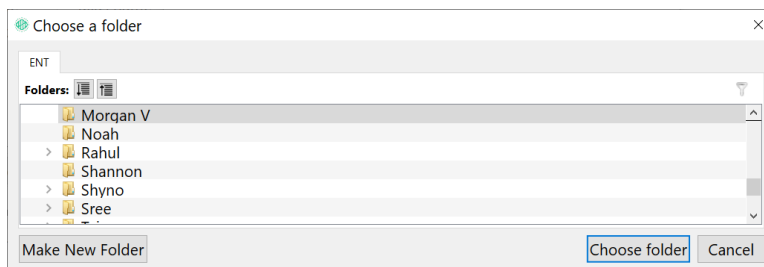 Choose a folder
ENT
Folders:
Morgan V
Noah
Rahul
Shannon
Shyno
Sree
Make New Folder Choose folder Cancel